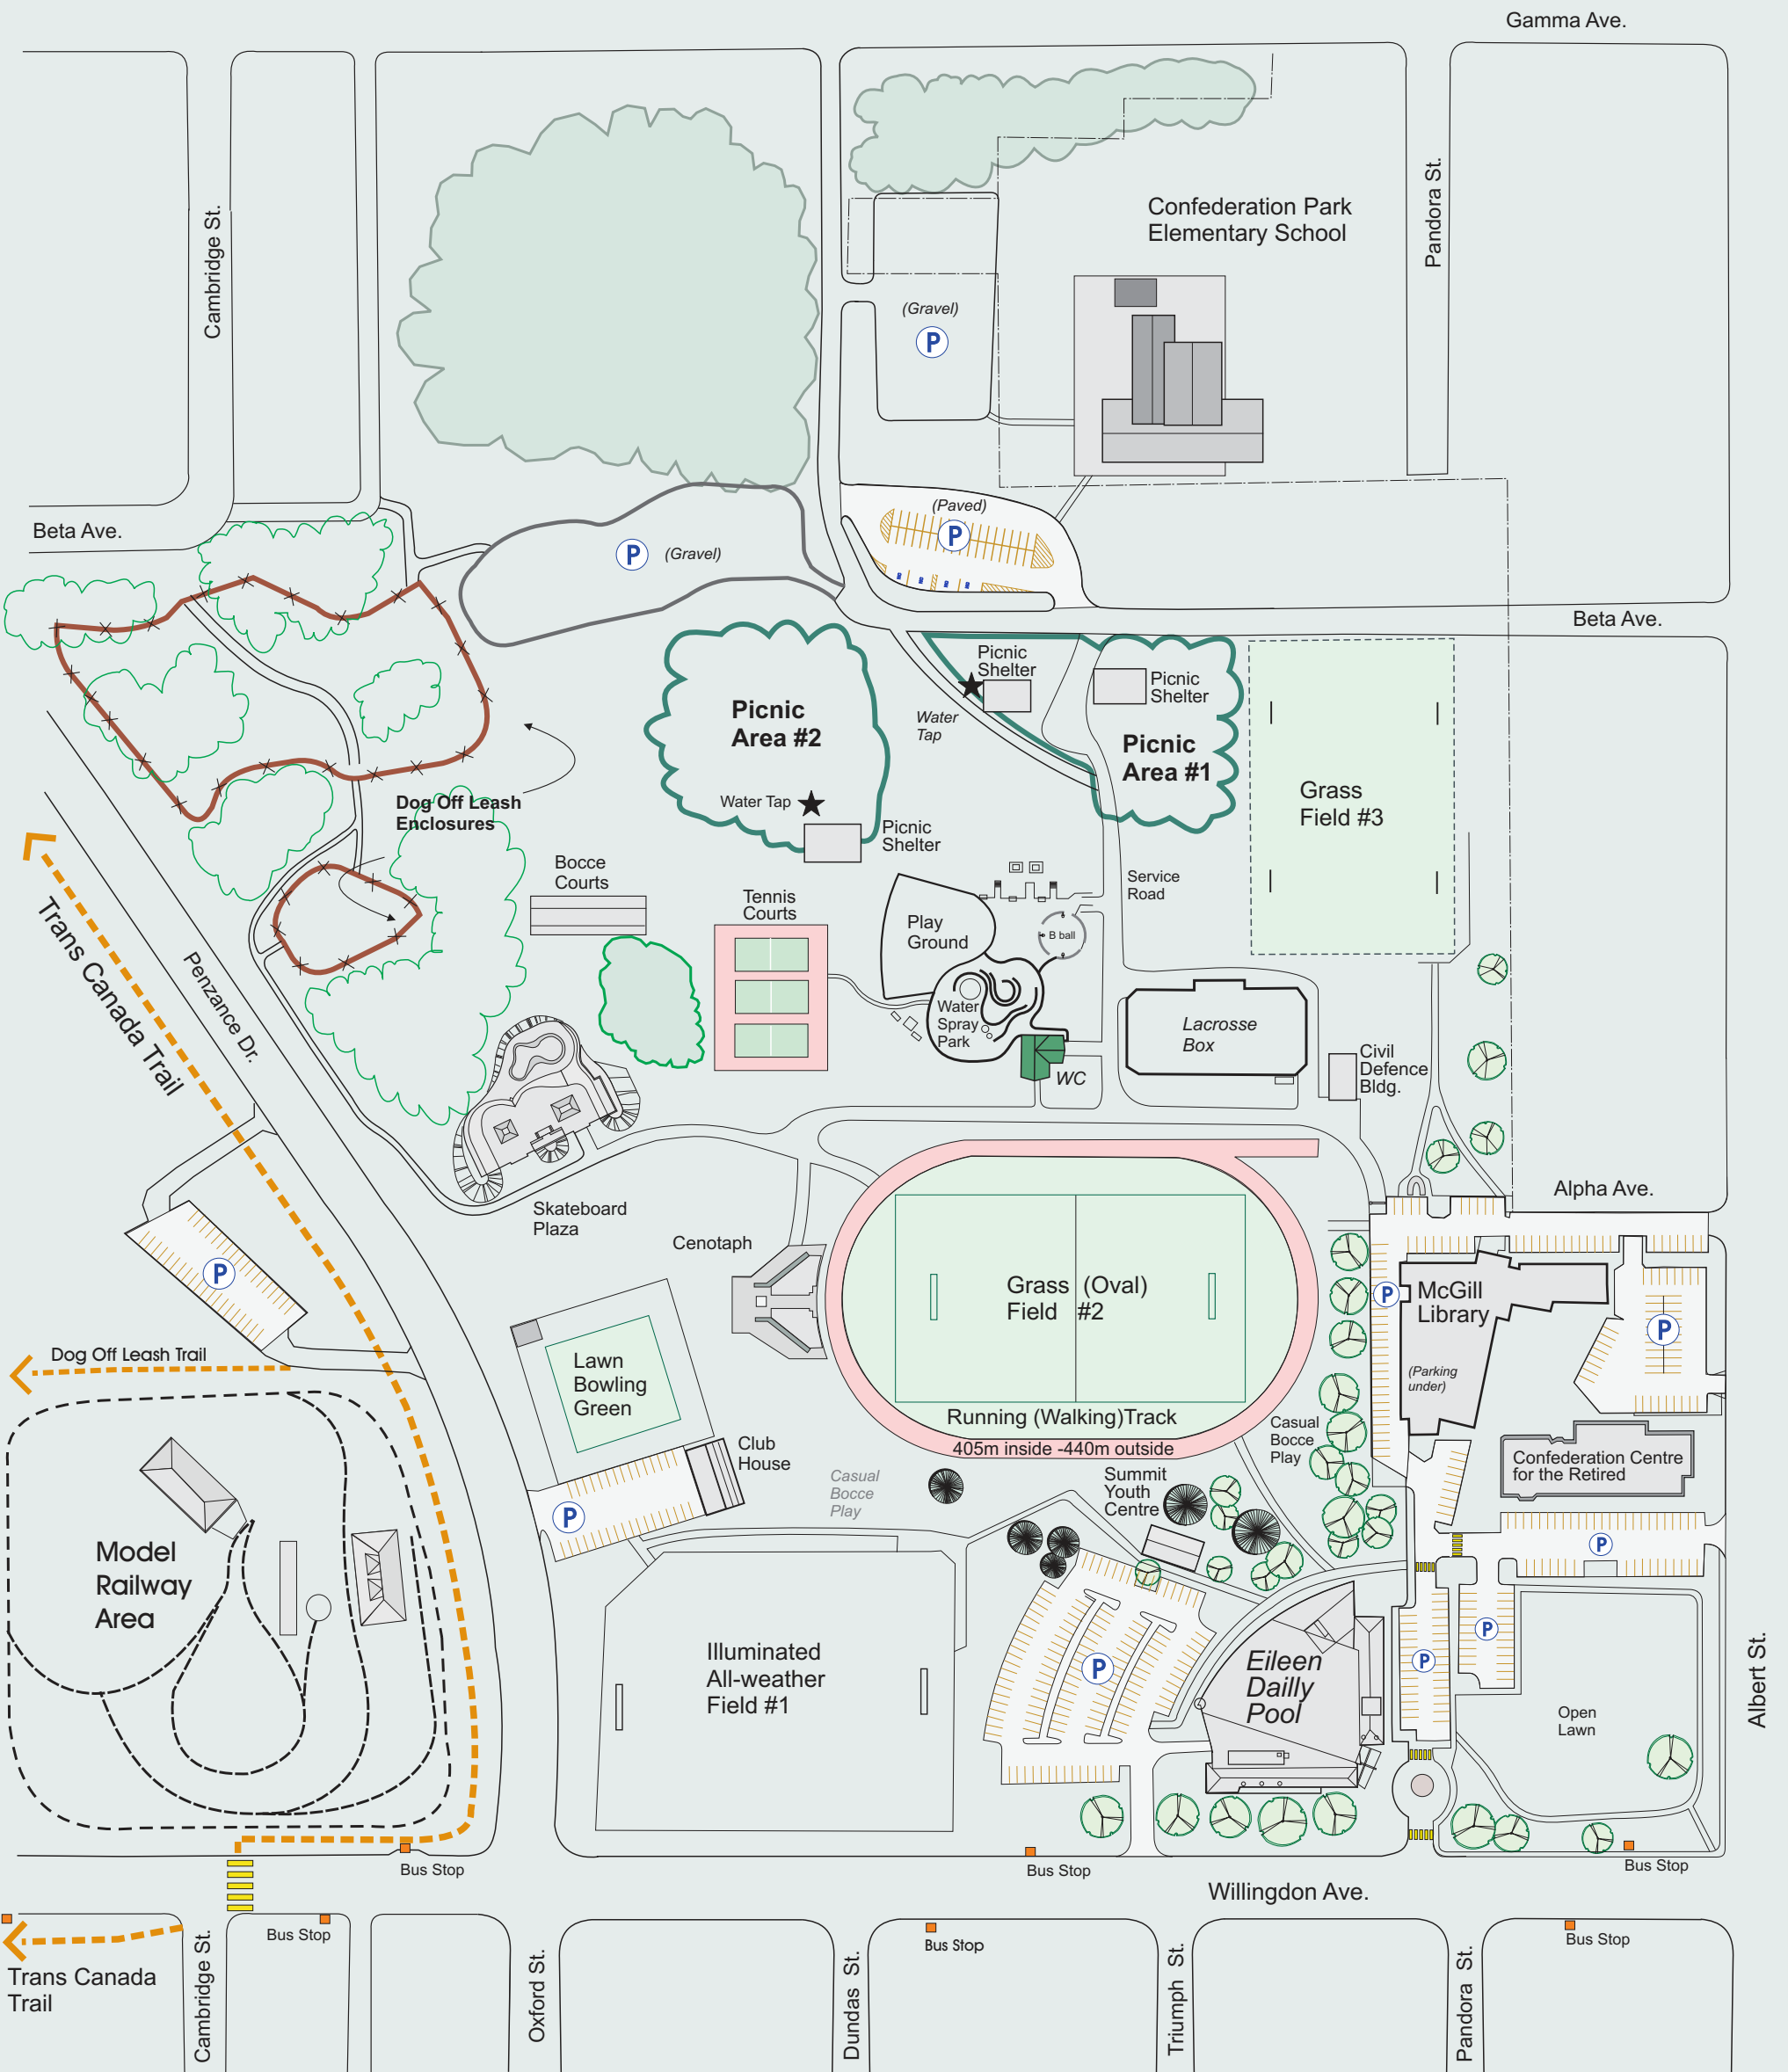 Gamma Ave.
Cambridge St.
Pandora St.
Confederation Park
Elementary School
(Gravel)
P
(Paved)
P
Beta Ave.
P
(Gravel)
Beta Ave.
Picnic
Shelter
Picnic
Shelter
Picnic
Area #2
Water
Tap
Picnic
Area #1
Grass
Field #3
Water Tap
Dog Off Leash
Enclosures
Picnic
Shelter
Bocce
Courts
Service
Road
Tennis
Courts
Play
Ground
B ball
Trans Canada Trail
Penzance Dr.
Water
Spray
Park
Lacrosse
Box
WC
Civil
Defence
Bldg.
Alpha Ave.
Skateboard
Plaza
Cenotaph
P
Grass (Oval)
Field #2
P
McGill
Library
P
Dog Off Leash Trail
Lawn
Bowling
Green
(Parking
under)
Running (Walking)Track
405m inside -440m outside
Casual
Bocce
Play
Club
House
Confederation Centre
for the Retired
Casual
Bocce
Play
Summit
Youth
Centre
P
P
Model
Railway
Area
Illuminated
All-weather
Field #1
P
Eileen
Dailly
Pool
P
P
Open
Lawn
Albert St.
Bus Stop
Bus Stop
Bus Stop
Willingdon Ave.
Bus Stop
Bus Stop
Bus Stop
Trans Canada
Trail
Cambridge St.
Oxford St.
Dundas St.
Triumph St.
Pandora St.